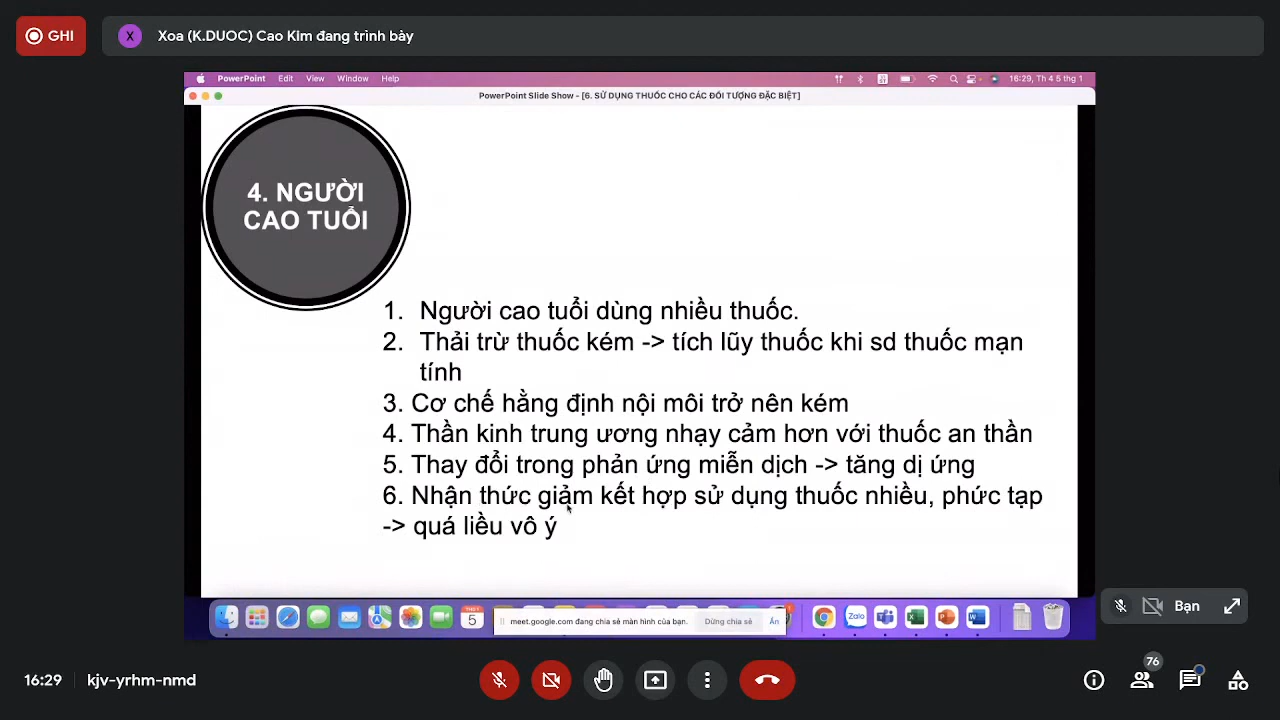 GHI
X
Xoa (K.DUOC) Cao Kim đang trình bày
PowerPoint Edit View Window Help
16:29, Th 4 5 thg 1
PowerPoint Slide Show - [6. SỬ DỤNG THUỐC CHO CÁC ĐỐI TƯỢNG ĐẶC BIỆT]
4. NGƯỜI
CAO TUỔI
1. Người cao tuổi dùng nhiều thuốc.
2. Thải trừ thuốc kém -> tích lũy thuốc khi sd thuốc mạn
tính
3. Cơ chế hằng định nội môi trở nên kém
4. Thần kinh trung ương nhạy cảm hơn với thuốc an thần
5. Thay đổi trong phản ứng miễn dịch -> tăng dị ứng
6. Nhận thức giảm kết hợp sử dụng thuốc nhiều, phức tạp
-> quá liều vô ý
5
meet.google.com đang chia sẻ màn hình của bạn. Dừng chia sẻ Ẩn
Zalo
Bạn
16:29 kjv-yrhm-nmd
76